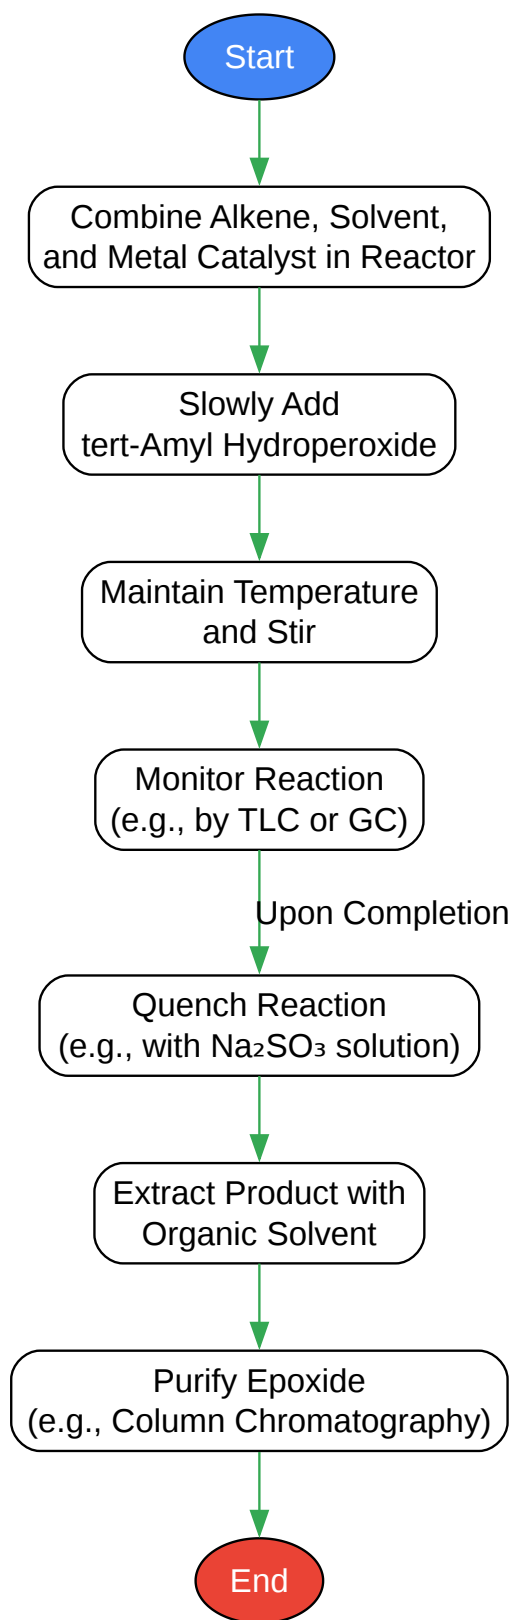 Start
Combine Alkene, Solvent,
and Metal Catalyst in Reactor
Slowly Add
tert-Amyl Hydroperoxide
Maintain Temperature
and Stir
Monitor Reaction
(e.g., by TLC or GC)
Upon Completion
Quench Reaction
(e.g., with Na₂SO₃ solution)
Extract Product with
Organic Solvent
Purify Epoxide
(e.g., Column Chromatography)
End